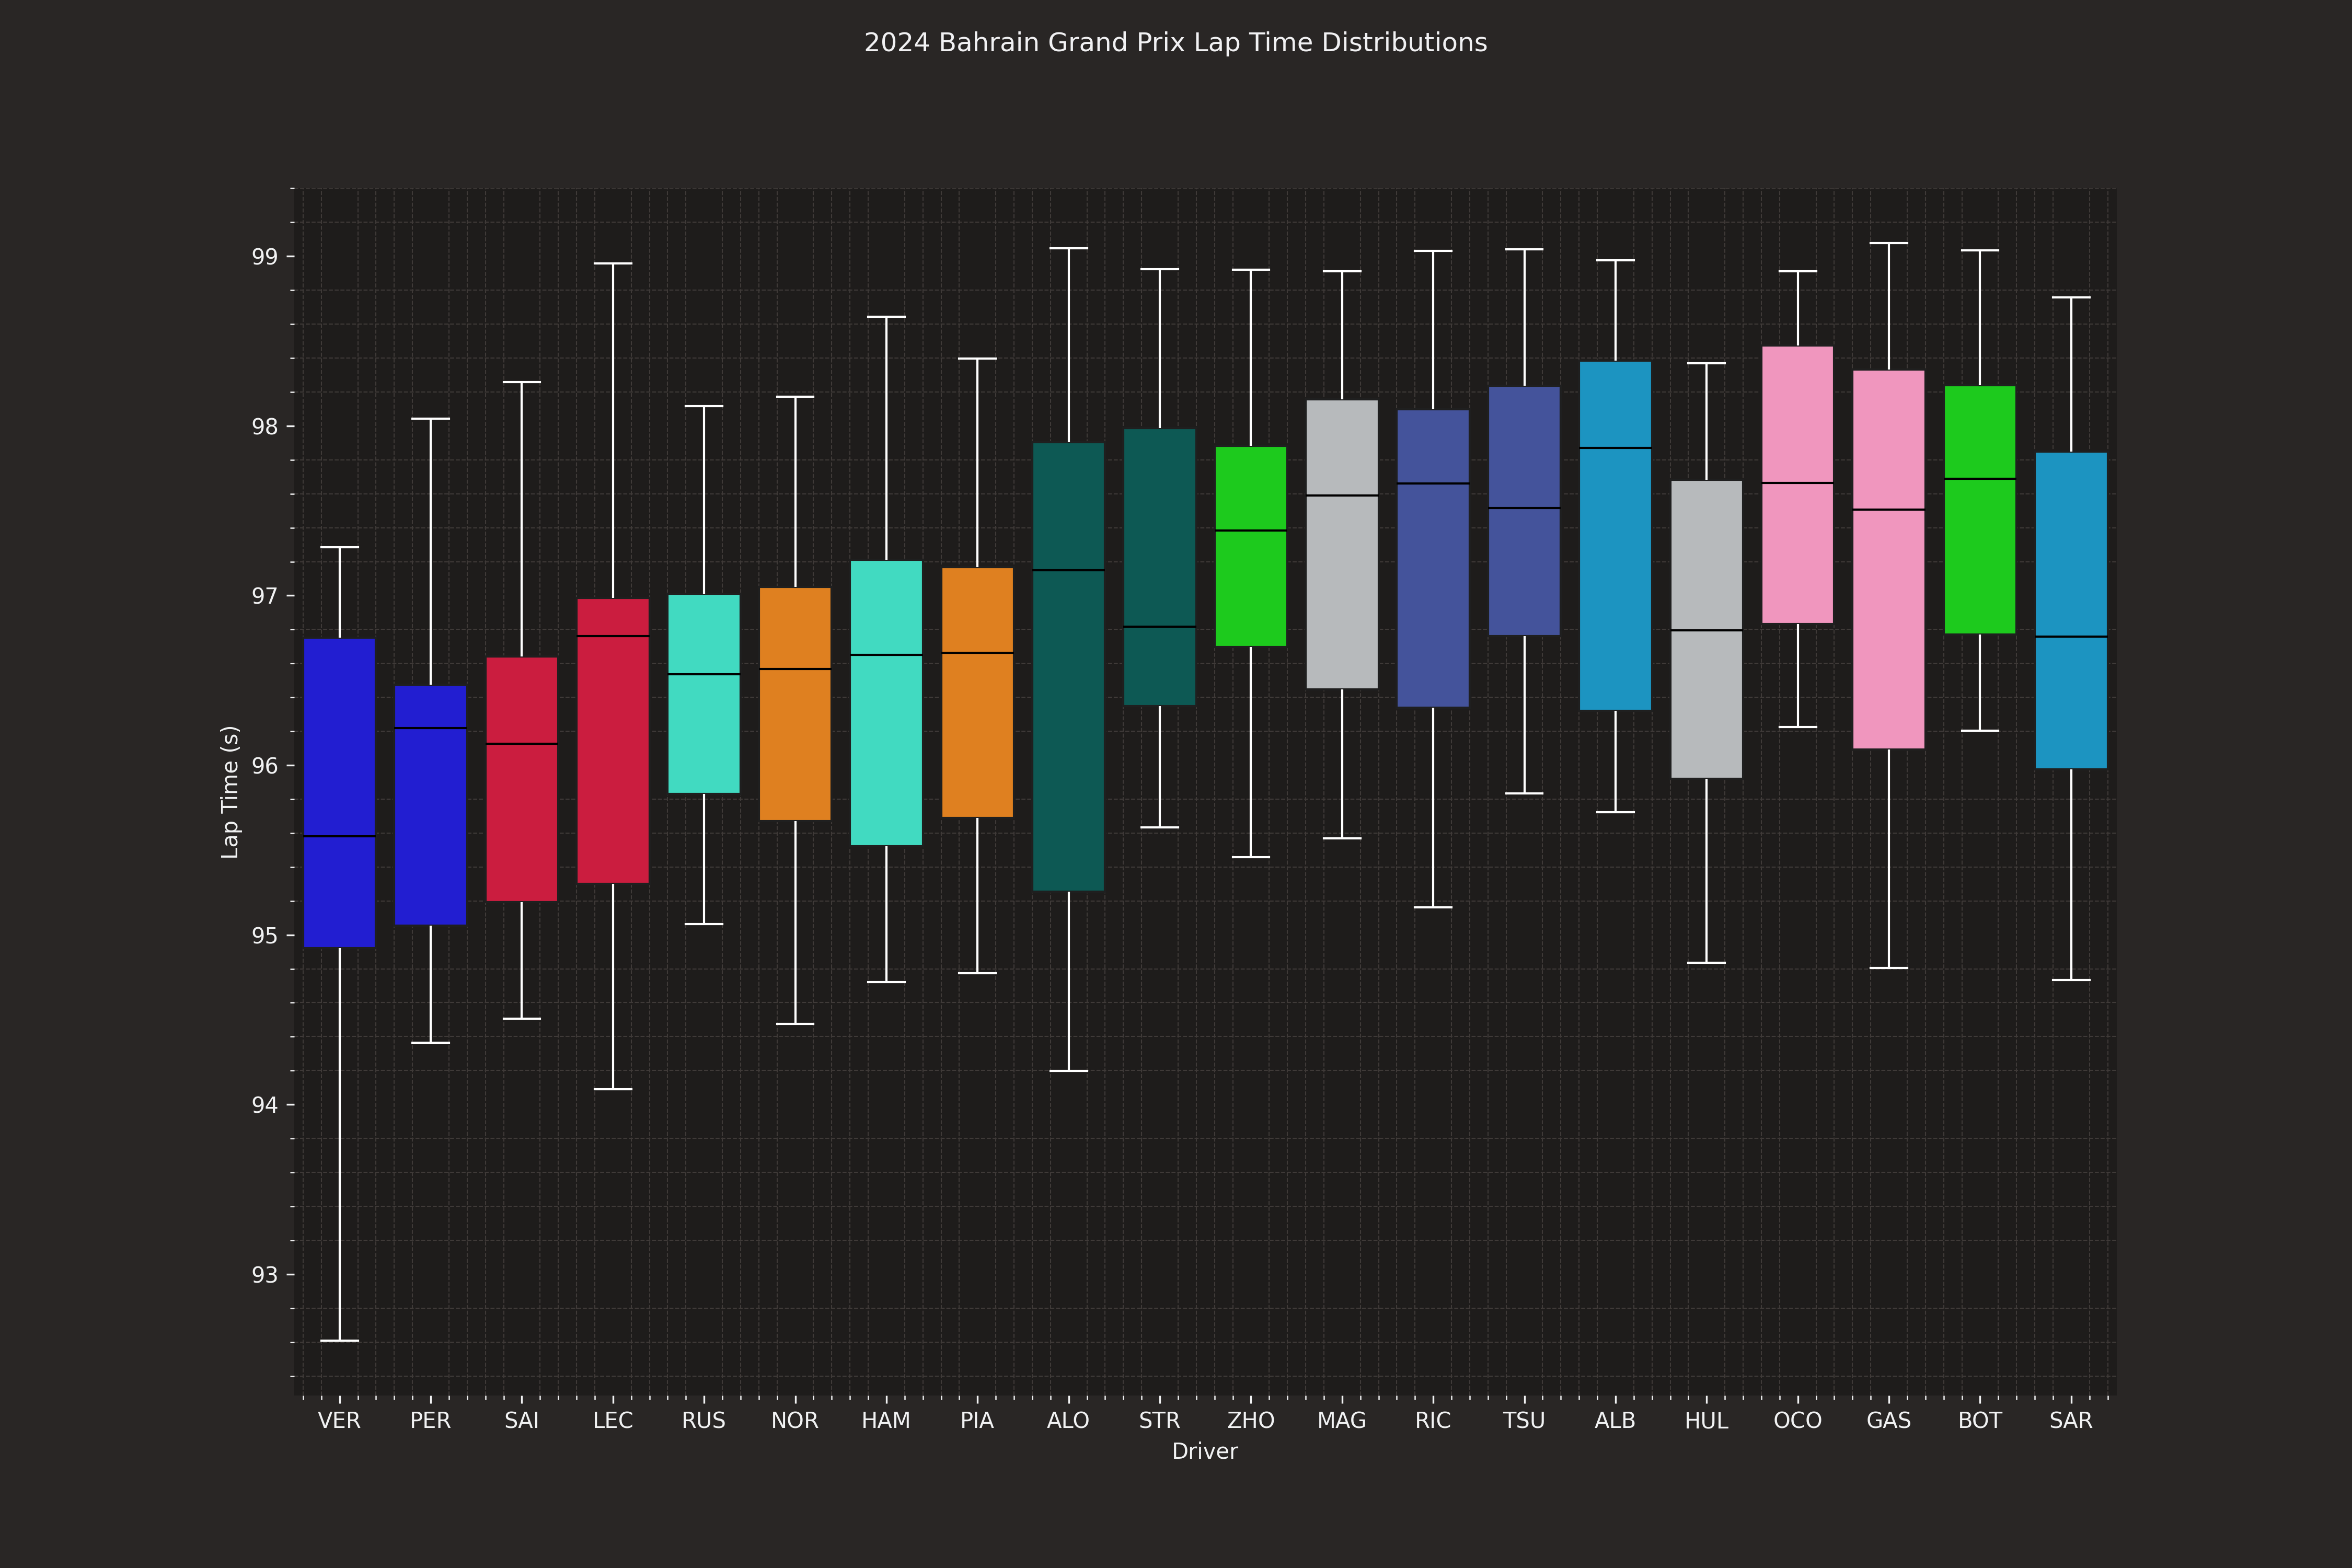 2024 Bahrain Grand Prix Lap Time Distributions
Lap Time (s)
99
98
97
96
95
94
93
VER PER SAI LEC RUS NOR HAM PIA ALO STR ZHO MAG RIC TSU ALB HUL OCO GAS BOT SAR
Driver